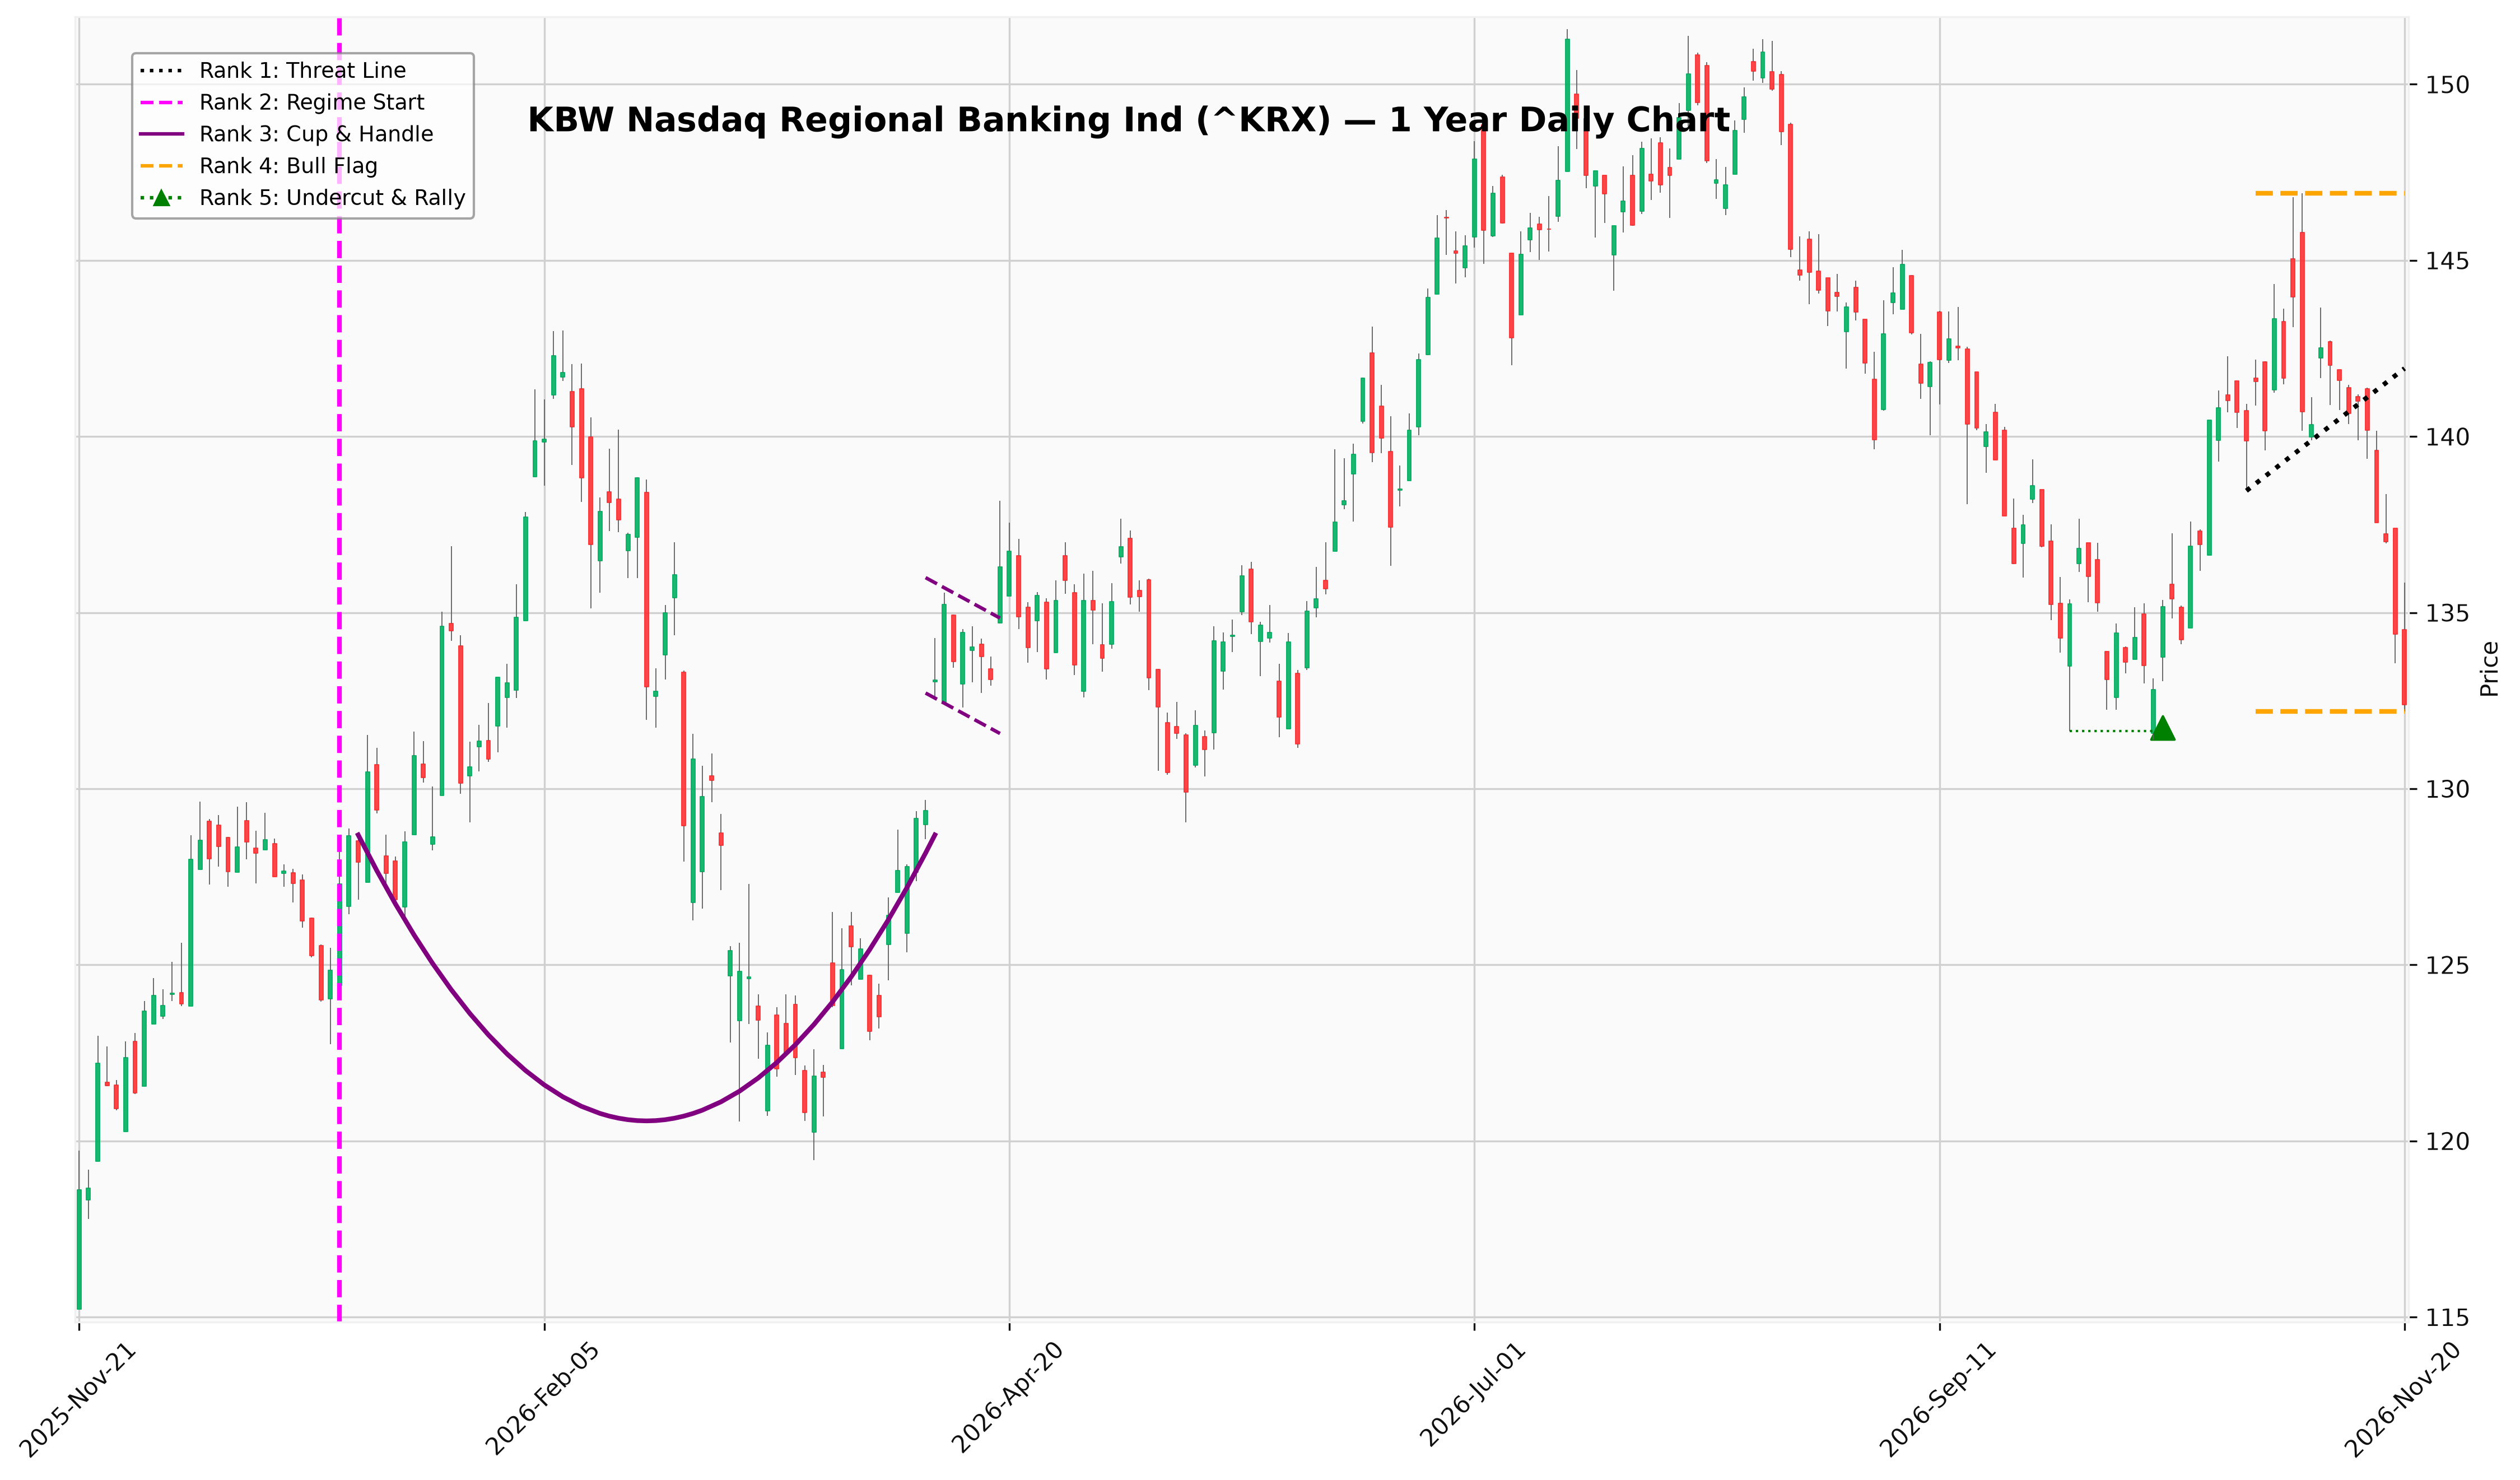 Rank 1: Threat Line
Rank 2: Regime Start
Rank 3: Cup & Handle
Rank 4: Bull Flag
Rank 5: Undercut & Rally
KBW Nasdaq Regional Banking Ind (^KRX) — 1 Year Daily Chart
150
145
140
135
130
125
120
115
Price
2025-Nov-21
2026-Feb-05
2026-Apr-20
2026-Jul-01
2026-Sep-11
2026-Nov-20